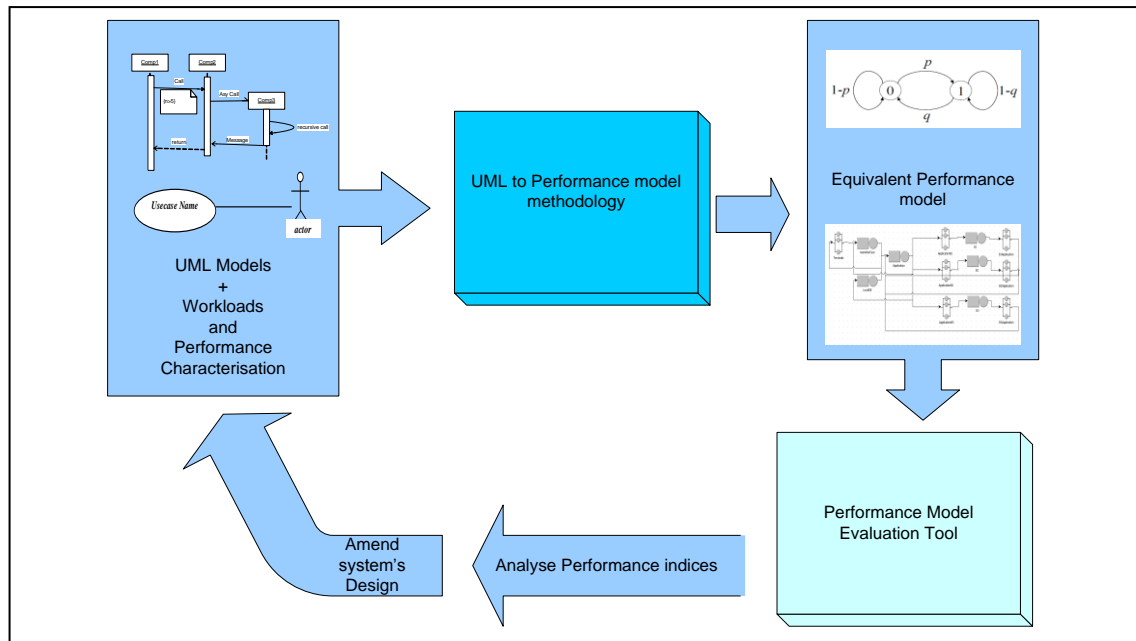 Comp1
Comp2
Call
{n=5}
Asy Call
Comp3
recursive call
Message
return
Usecase Name
actor
UML Models
+
Workloads
and
Performance
Characterisation
UML to Performance model
methodology
p
1-p
0
1
1-q
q
Equivalent Performance
model
Performance Model
Evaluation Tool
Analyse Performance indices
Amend
system's
Design